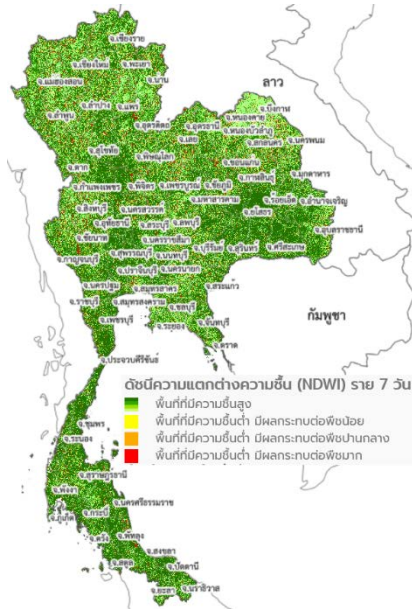 จ.เชียงราย
จ.เชียงใหม่
จ.พะเยา
จ.แม่ฮ่องสอน
จ.น่าน
ลาว
จ.ลำปาง
จ.แพร่
จ.บึงกาฬ
จ.ลำพูน
จ.อุตรดิตถ์
จ.อุดรธานี
จ.หนองคาย
จ.หนองบัวลำภู
จ.เลย
จ.สกลนคร
จ.นครพนม
จ.สุโขทัย
จ.พิษณุโลก
จ.ขอนแก่น
จ.ตาก
จ.กาฬสินธุ์
จ.มุกดาหาร
จ.กำแพงเพชร
จ.พิจิตร
จ.เพชรบูรณ์
จ.ชัยภูมิ
จ.มหาสารคาม
จ.ร้อยเอ็ด
จ.อำนาจเจริญ
จ.สิงห์บุรี
จ.นครสวรรค์
จ.ยโสธร
จ.อุทัยธานี
จ.สระบุรี
จ.ลพบุรี
จ.อุบลราชธานี
จ.ชัยนาท
จ.นครราชสีมา
จ.บุรีรัมย์
จ.สุรินทร์
จ.ศรีสะเกษ
จ.กาญจนบุรี
จ.สุพรรณบุรี
จ.นนทบุรี
จ.ปราจีนบุรี
จ.นครนายก
จ.นครปฐม
จ.สมุทรสาคร
จ.สระแก้ว
จ.ราชบุรี
จ.สมุทรสงคราม
จ.ชลบุรี
กัมพูชา
จ.เพชรบุรี
จ.ระยอง
จ.จันทบุรี
จ.ตราด
จ.ประจวบคีรีขันธ์
ดัชนีความแตกต่างความชื้น (NDWI) ราย 7 วัน
พื้นที่ที่มีความชื้นสูง
พื้นที่ที่มีความชื้นต่ำ มีผลกระทบต่อพืชน้อย
พื้นที่ที่มีความชื้นต่ำ มีผลกระทบต่อพืชปานกลาง
พื้นที่ที่มีความชื้นต่ำ มีผลกระทบต่อพืชมาก
จ.ชุมพร
จ.ระนอง
จ.สุราษฎร์ธานี
จ.พังงา
จ.นครศรีธรรมราช
จ.ภูเก็ต
จ.กระบี่
จ.ตรัง
จ.พัทลุง
จ.สงขลา
จ.สตูล
จ.ปัตตานี
จ.ยะลา
จ.นราธิวาส